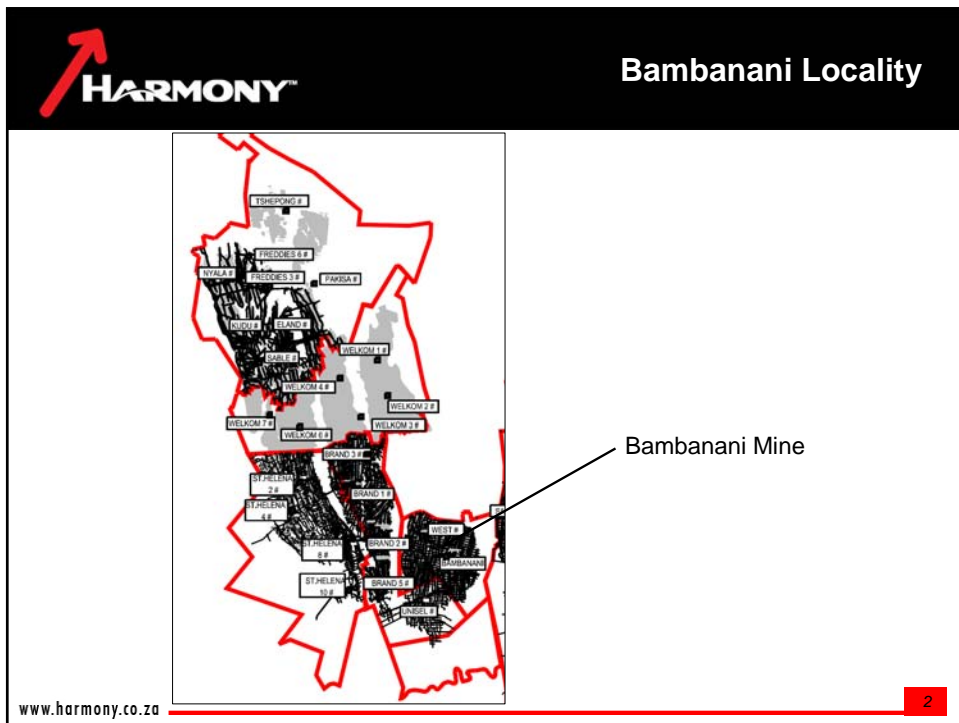 HARMONY™
Bambanani Locality
TSHEPONG #
FREDDIES 6 #
NYALA #
FREDDIES 3 #
PAKISA #
KUDU #
ELAND #
WELKOM 1 #
SABLE #
WELKOM 4 #
WELKOM 2 #
WELKOM 7 #
WELKOM 3 #
WELKOM 6 #
BRAND 3 #
Bambanani Mine
ST.HELENA
2 #
BRAND 1 #
ST.HELENA
4 #
WEST #
ST.HELENA
6 #
BRAND 2 #
BAMBANANI
ST.HELENA
10 #
BRAND 5 #
UNISEL #
www.harmony.co.za
2